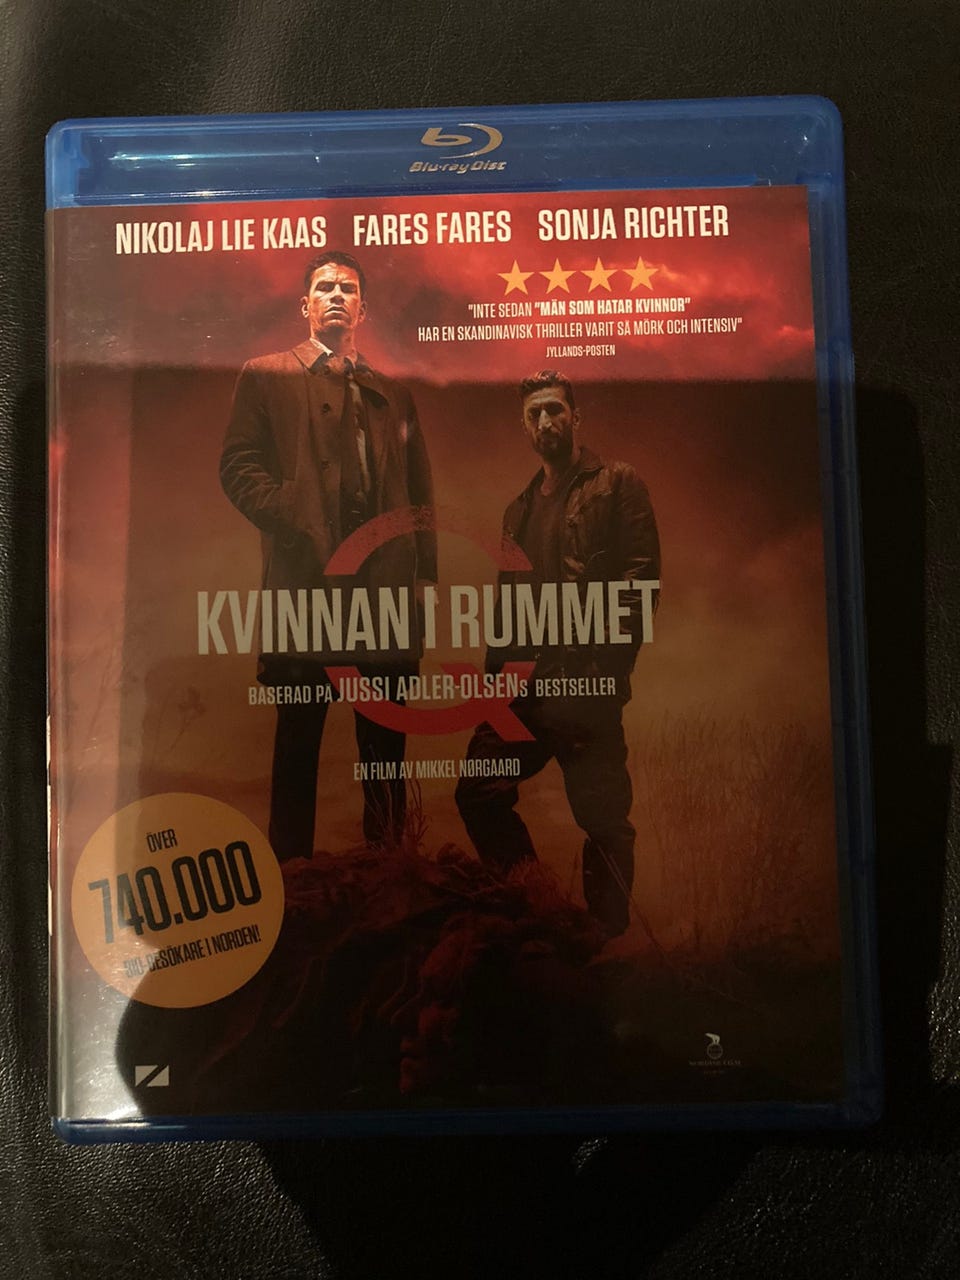 Blu-ray Disc
NIKOLAJ LIE KAAS FARES FARES SONJA RICHTER
"INTE SEDAN "MÄN SOM HATAR KVINNOR"
HAR EN SKANDINAVISK THRILLER VARIT SÅ MÖRK OCH INTENSIV"
JYLLANDS-POSTEN
Q
KVINNAN I RUMMET
BASERAD PÅ JUSSI ADLER-OLSENs BESTSELLER
EN FILM AV MIKKEL NØRGAARD
ÖVER
740.000
BIO-BESÖKARE I NORDEN!
NORDISK FILM